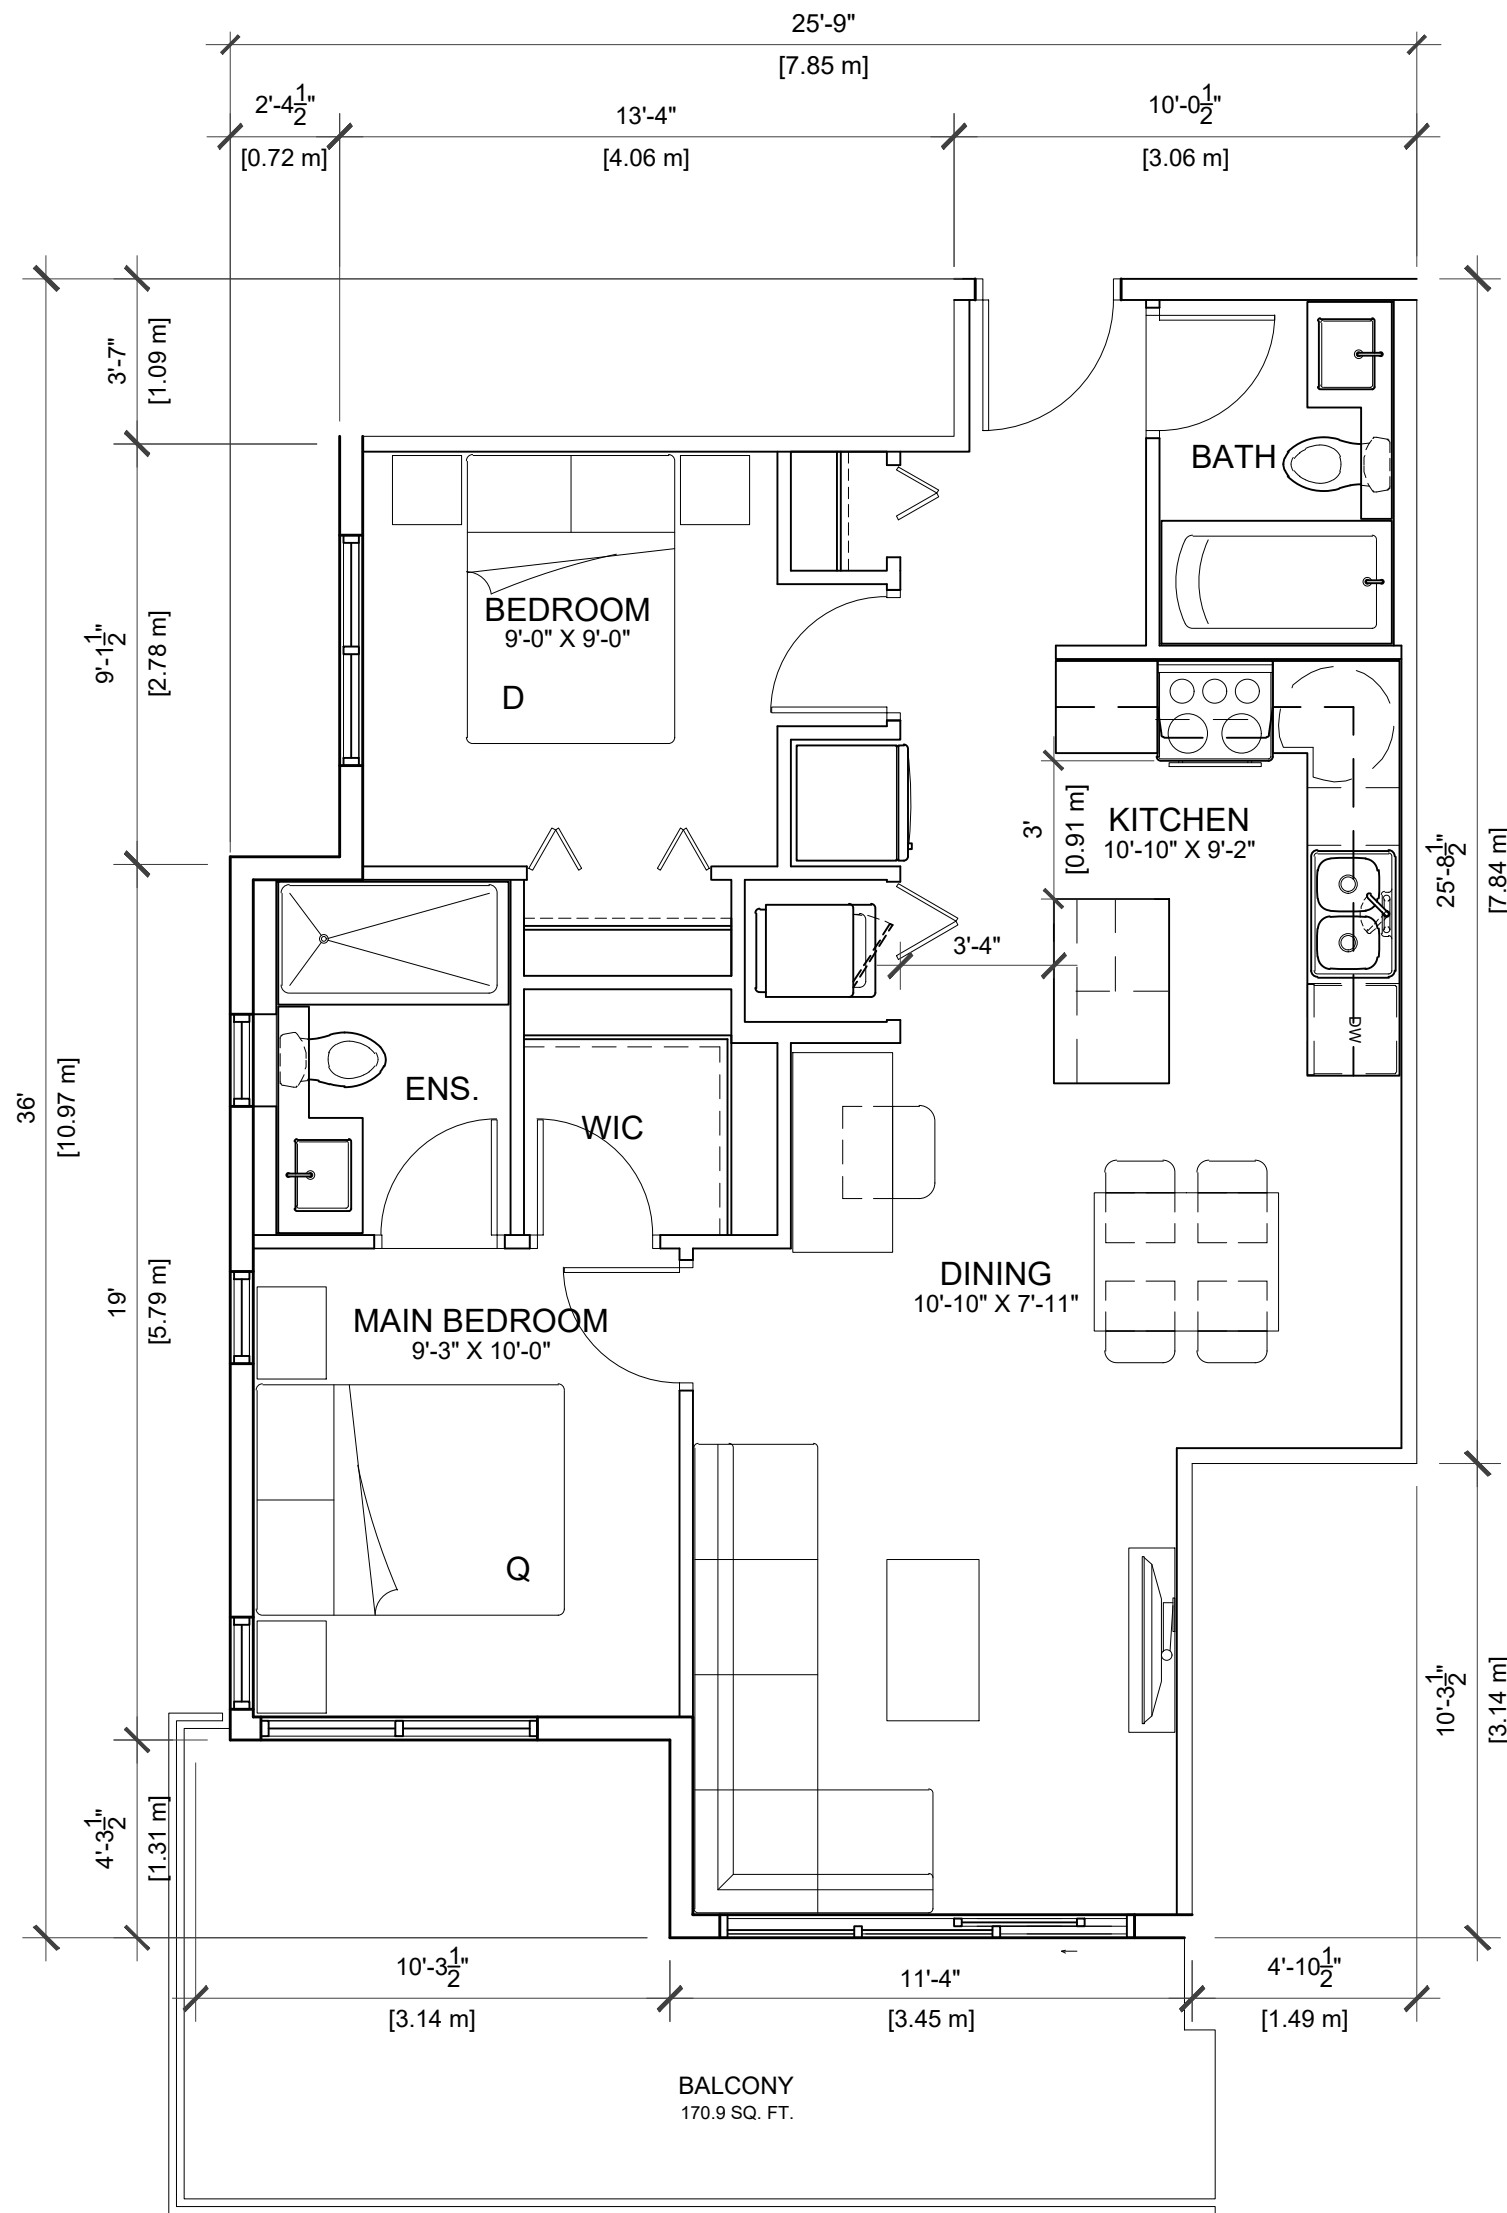 25'-9"
[7.85 m]
2'-4 1/2"
13'-4"
10'-0 1/2"
[0.72 m]
[4.06 m]
[3.06 m]
3'-7"
[1.09 m]
BATH
BEDROOM
9'-0" X 9'-0"
D
9'-1 1/2"
[2.78 m]
3'
[0.91 m]
KITCHEN
10'-10" X 9'-2"
25'-8 1/2"
[7.84 m]
3'-4"
DW
36'
[10.97 m]
ENS.
WIC
19'
[5.79 m]
DINING
10'-10" X 7'-11"
MAIN BEDROOM
9'-3" X 10'-0"
Q
10'-3 1/2"
[3.14 m]
4'-3 1/2"
[1.31 m]
10'-3 1/2"
11'-4"
4'-10 1/2"
[3.14 m]
[3.45 m]
[1.49 m]
BALCONY
170.9 SQ. FT.